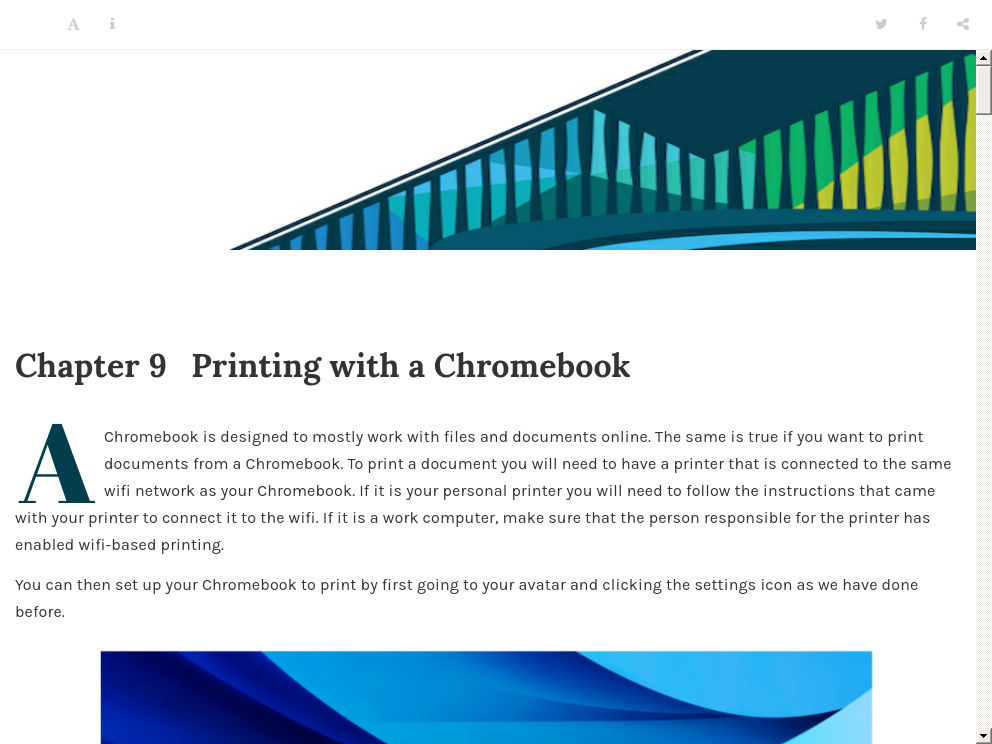 Chapter 9 Printing with a Chromebook
A Chromebook is designed to mostly work with files and documents online. The same is true if you want to print
documents from a Chromebook. To print a document you will need to have a printer that is connected to the same
wifi network as your Chromebook. If it is your personal printer you will need to follow the instructions that came
with your printer to connect it to the wifi. If it is a work computer, make sure that the person responsible for the printer has
enabled wifi-based printing.
You can then set up your Chromebook to print by first going to your avatar and clicking the settings icon as we have done
before.